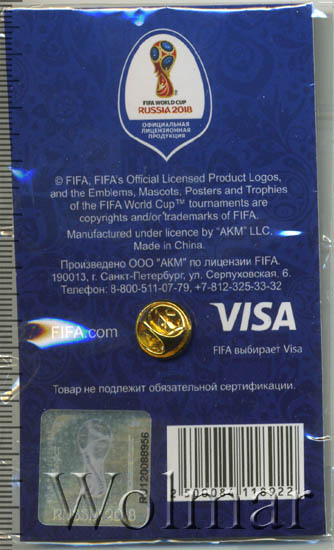 FIFA WORLD CUP
RUSSIA 2018
ОФИЦИАЛЬНАЯ
ЛИЦЕНЗИОННАЯ
ПРОДУКЦИЯ
© FIFA, FIFA's Official Licensed Product Logos,
and the Emblems, Mascots, Posters and Trophies
of the FIFA World Cup™ tournaments are
copyrights and/or trademarks of FIFA.
Manufactured under licence by "AKM" LLC.
Made in China.
Произведено ООО "АКМ" по лицензии FIFA.
190013, г. Санкт-Петербург, ул. Серпуховская, 6.
Телефон: 8-800-511-07-79, +7-812-325-33-32
FIFA.com
VISA
FIFA выбирает Visa
Товар не подлежит обязательной сертификации.
RU120088956
RUSSIA 2018
Wolmar